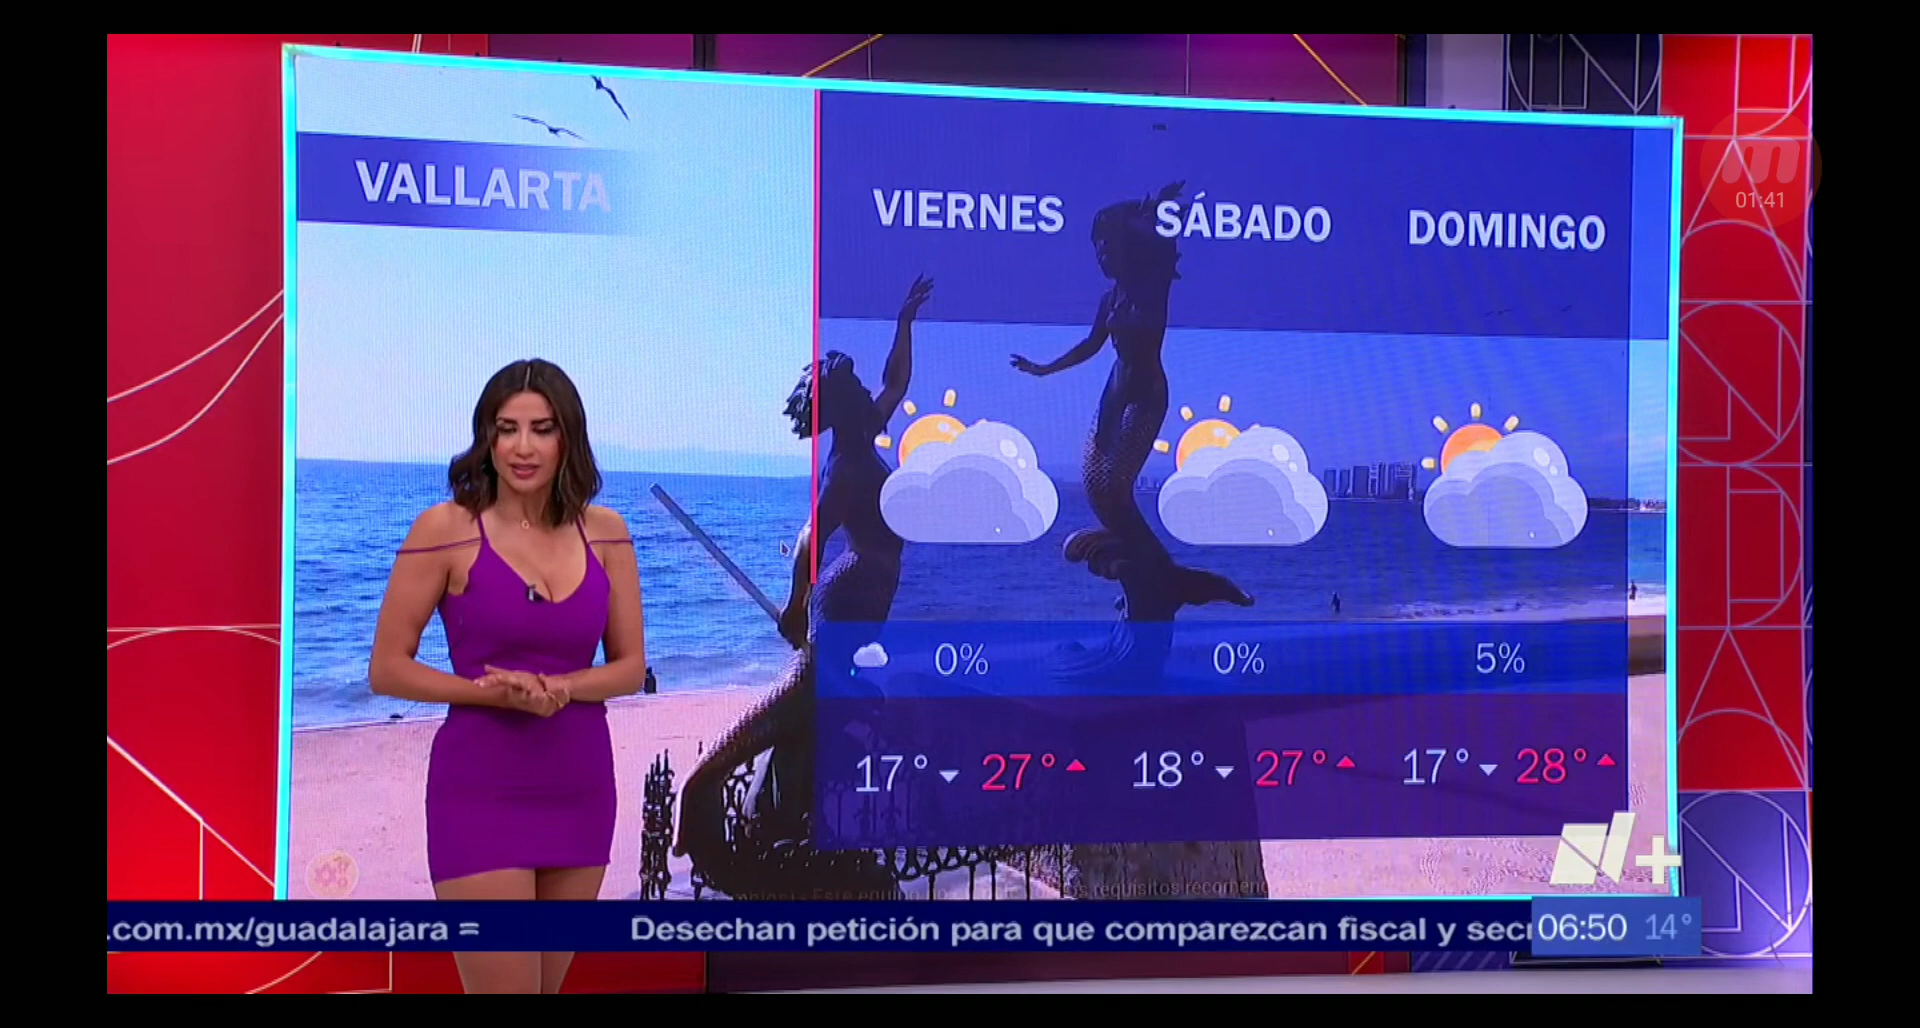 VALLARTA
VIERNES SÁBADO DOMINGO
01:41
0% 0% 5%
17° 27° 18° 27° 17° 28°
N+
.com.mx/guadalajara = Desechan petición para que comparezcan fiscal y secr
06:50 14°